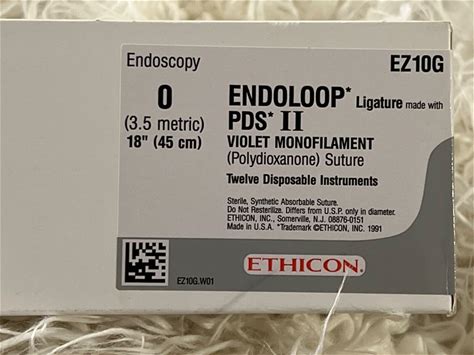 Endoscopy
EZ10G
0
(3.5 metric)
18" (45 cm)
ENDOLOOP* Ligature made with
PDS* II
VIOLET MONOFILAMENT
(Polydioxanone) Suture
Twelve Disposable Instruments
Sterile, Synthetic Absorbable Suture.
Do Not Resterilize. Differs from U.S.P. only in diameter.
ETHICON, INC., Somerville, N.J. 08876-0151
Made in U.S.A. *Trademark ©ETHICON, INC. 1991
EZ10G.W01
ETHICON.